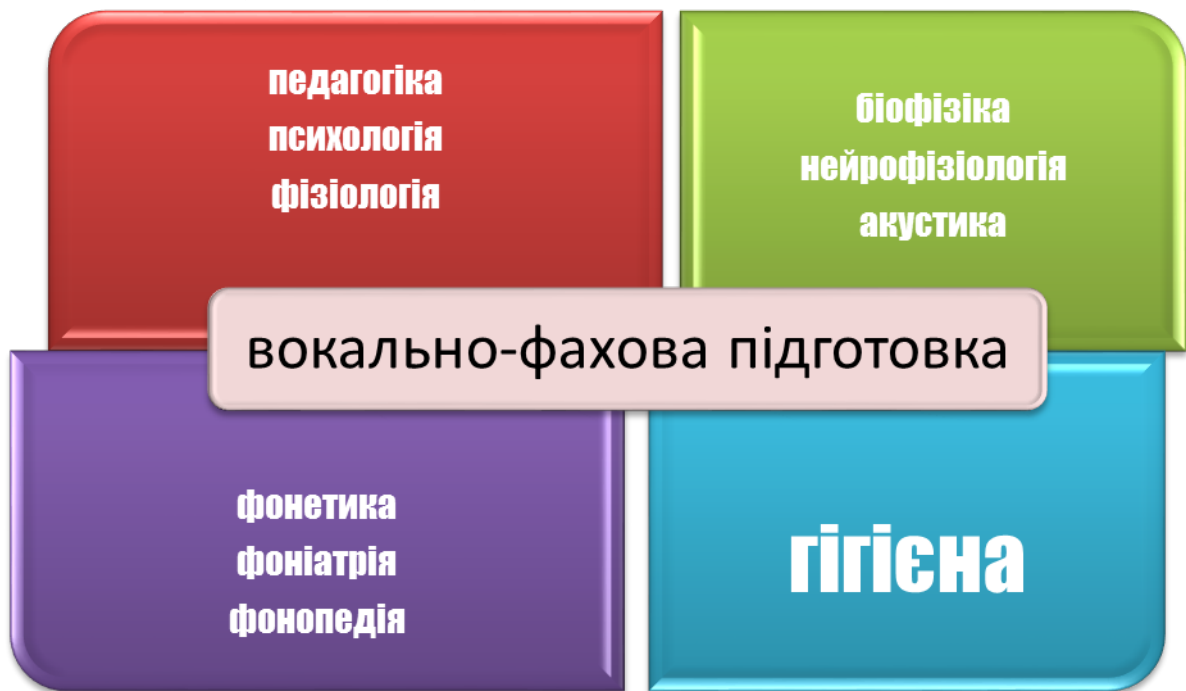 педагогіка
психологія
фізіологія
біофізіка
нейрофізіологія
акустика
вокально-фахова підготовка
фонетика
фоніатрія
фонопедія
гігієна